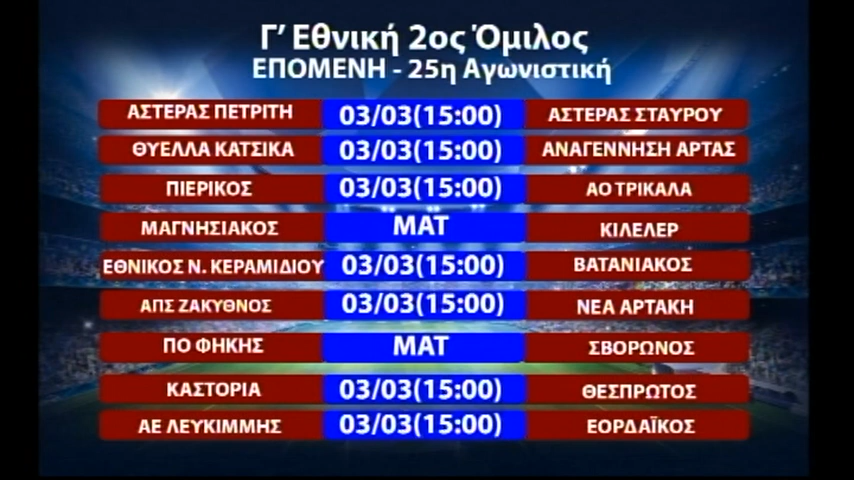 Γ’ Εθνική 2ος Όμιλος
ΕΠΟΜΕΝΗ - 25η Αγωνιστική
ΑΣΤΕΡΑΣ ΠΕΤΡΙΤΗ 03/03(15:00) ΑΣΤΕΡΑΣ ΣΤΑΥΡΟΥ
ΘΥΕΛΛΑ ΚΑΤΣΙΚΑ 03/03(15:00) ΑΝΑΓΕΝΝΗΣΗ ΑΡΤΑΣ
ΠΙΕΡΙΚΟΣ 03/03(15:00) ΑΟ ΤΡΙΚΑΛΑ
ΜΑΓΝΗΣΙΑΚΟΣ ΜΑΤ ΚΙΛΕΛΕΡ
ΕΘΝΙΚΟΣ Ν. ΚΕΡΑΜΙΔΙΟΥ 03/03(15:00) ΒΑΤΑΝΙΑΚΟΣ
ΑΠΣ ΖΑΚΥΘΝΟΣ 03/03(15:00) ΝΕΑ ΑΡΤΑΚΗ
ΠΟ ΦΗΚΗΣ ΜΑΤ ΣΒΟΡΩΝΟΣ
ΚΑΣΤΟΡΙΑ 03/03(15:00) ΘΕΣΠΡΩΤΟΣ
ΑΕ ΛΕΥΚΙΜΜΗΣ 03/03(15:00) ΕΟΡΔΑΪΚΟΣ